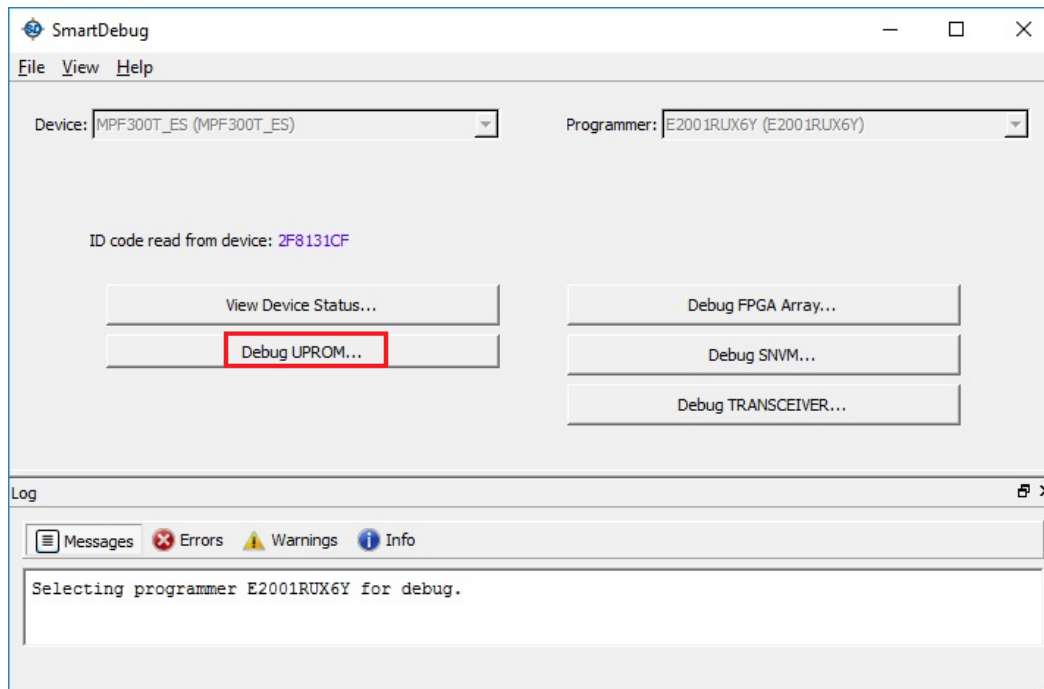 SmartDebug
File View Help
Device: MPF300T_ES (MPF300T_ES) Programmer: E2001RUX6Y (E2001RUX6Y)
ID code read from device: 2F8131CF
View Device Status... Debug FPGA Array...
Debug UPROM... Debug SNVM...
Debug TRANSCEIVER...
Log
Messages Errors Warnings Info
Selecting programmer E2001RUX6Y for debug.